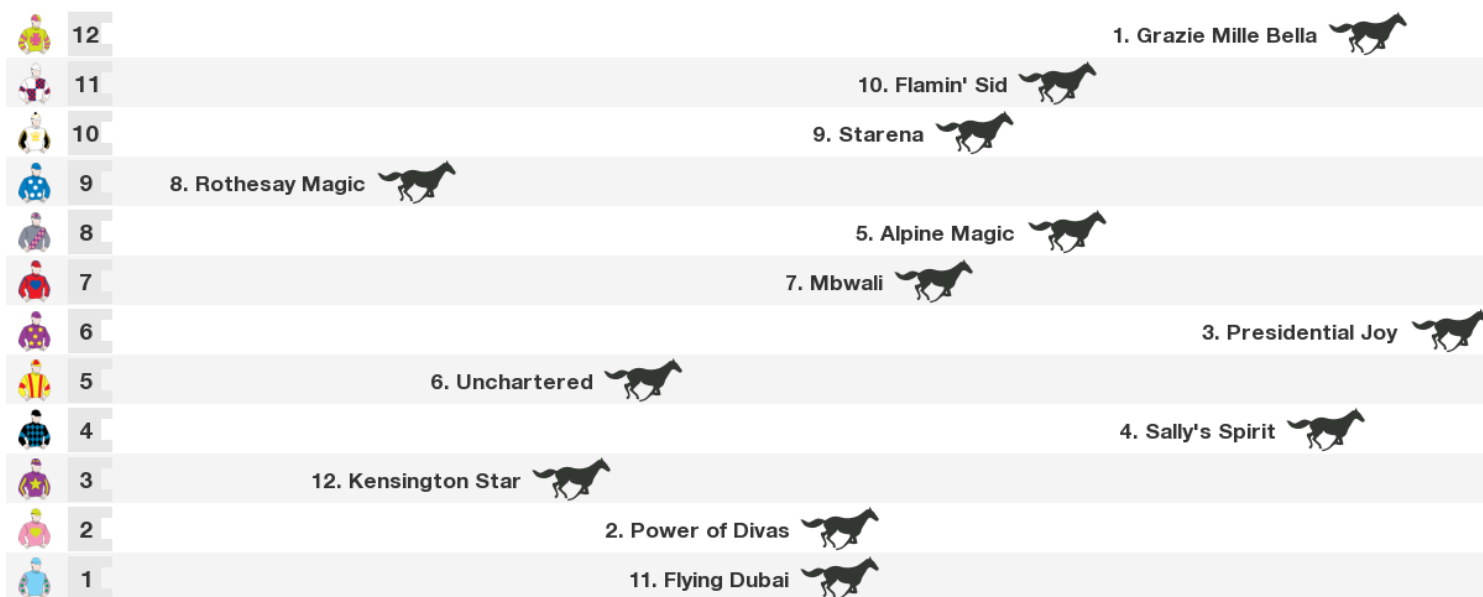 12 1. Grazie Mille Bella
11 10. Flamin' Sid
10 9. Starena
9 8. Rothesay Magic
8 5. Alpine Magic
7 7. Mbwali
6 3. Presidential Joy
5 6. Unchartered
4 4. Sally's Spirit
3 12. Kensington Star
2 2. Power of Divas
1 11. Flying Dubai